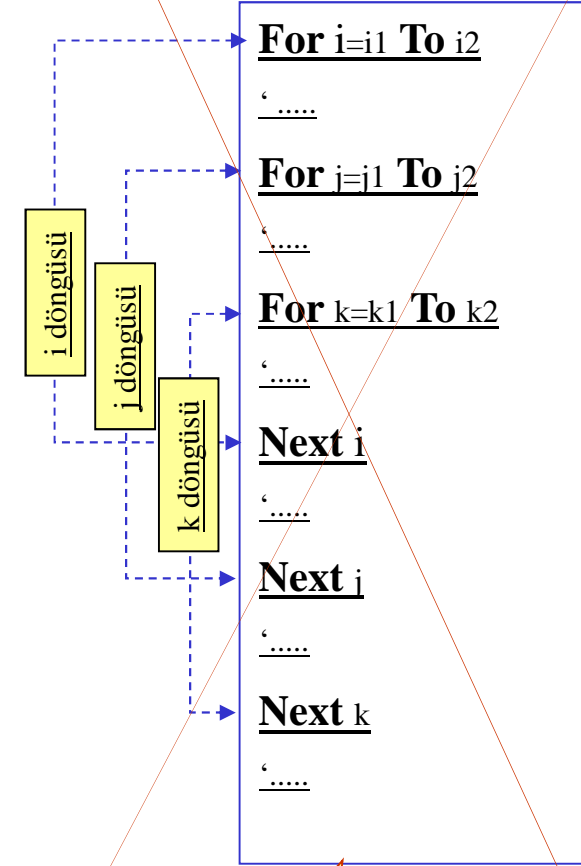 For i=i1 To i2
‘ .....
For j=j1 To j2
‘.....
For k=k1 To k2
‘.....
Next i
‘.....
Next j
‘.....
Next k
‘.....
i döngüsü
j döngüsü
k döngüsü